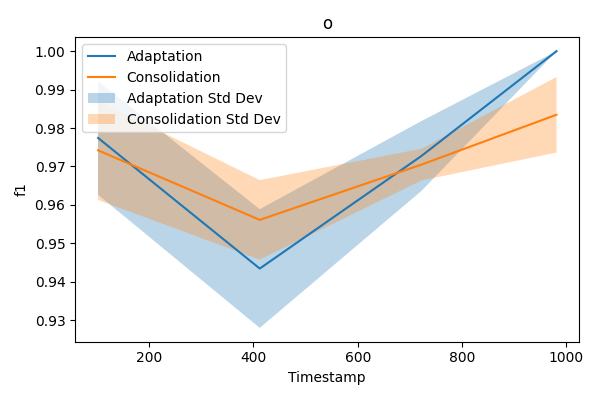 o
Adaptation
Consolidation
Adaptation Std Dev
Consolidation Std Dev
f1
1.00
0.99
0.98
0.97
0.96
0.95
0.94
0.93
200 400 600 800 1000
Timestamp